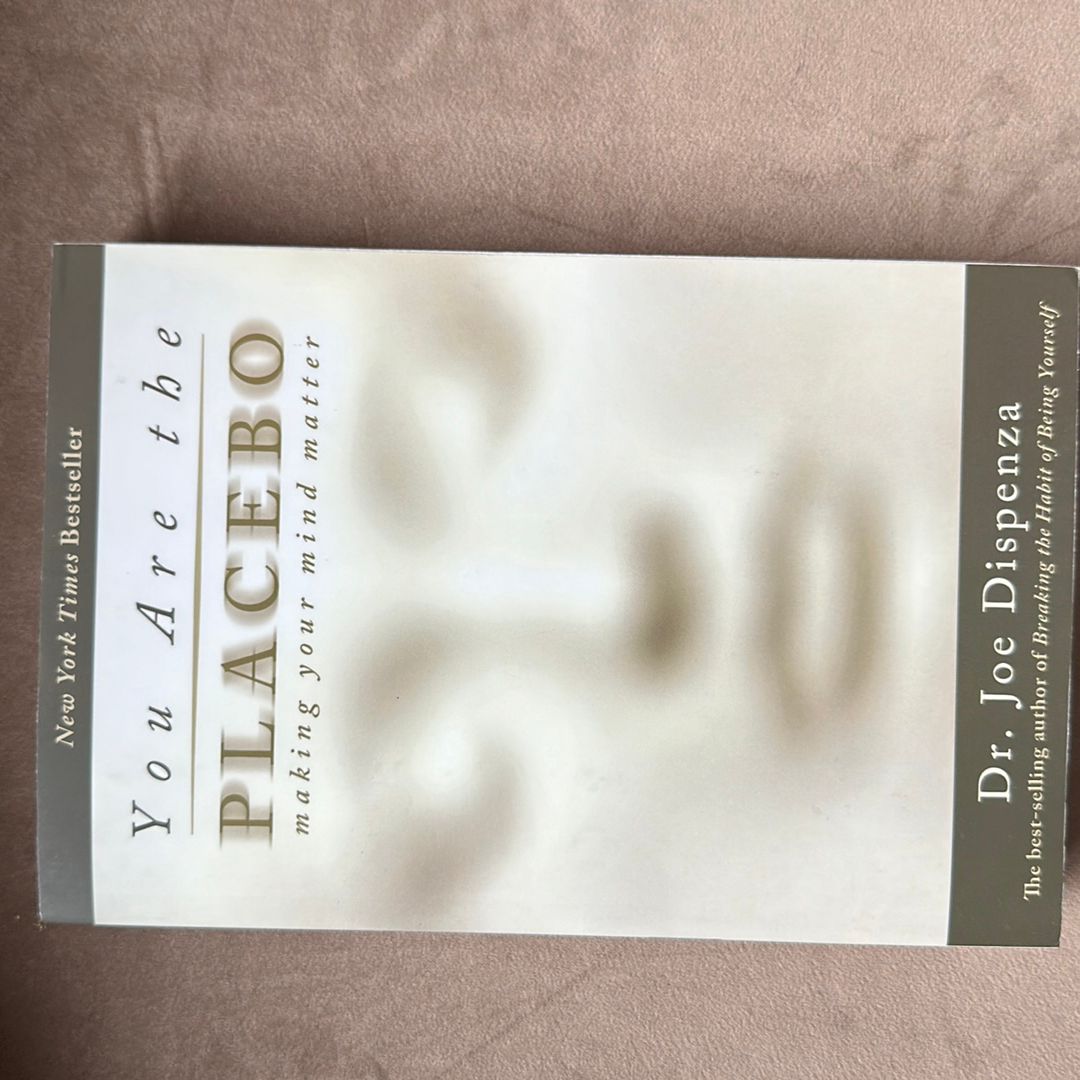 New York Times Bestseller
You Are the
PLACEBO
making your mind matter
Dr. Joe Dispenza
The best-selling author of Breaking the Habit of Being Yourself